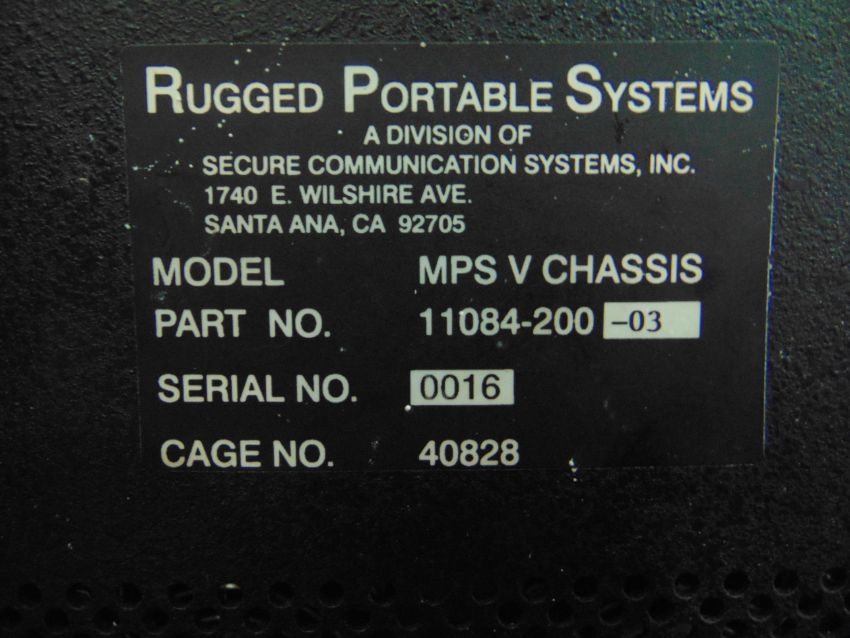 RUGGED PORTABLE SYSTEMS
A DIVISION OF
SECURE COMMUNICATION SYSTEMS, INC.
1740 E. WILSHIRE AVE.
SANTA ANA, CA 92705
MODEL MPS V CHASSIS
PART NO. 11084-200 -03
SERIAL NO. 0016
CAGE NO. 40828